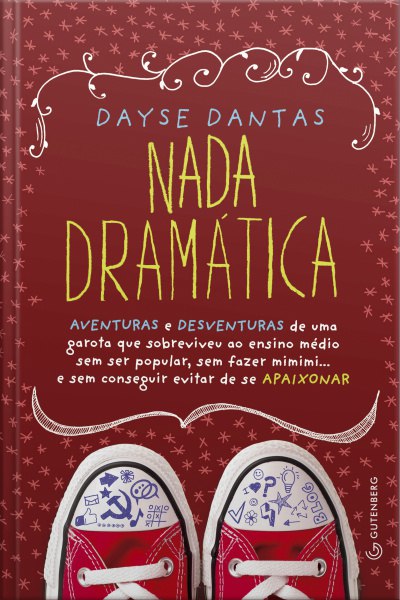 DAYSE DANTAS
NADA
DRAMÁTICA
AVENTURAS e DESVENTURAS de uma
garota que sobreviveu ao ensino médio
sem ser popular, sem fazer mimimi...
e sem conseguir evitar de se APAIXONAR
BLOG
GUTENBERG